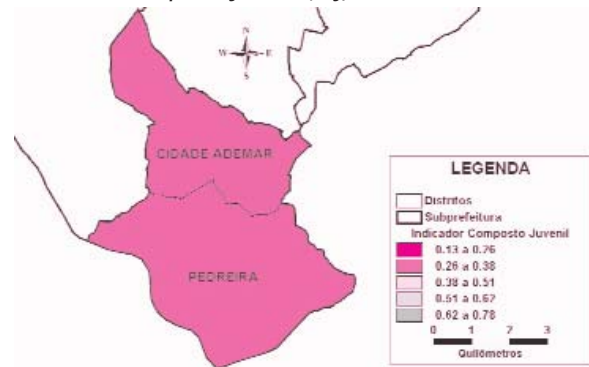 N
W E
S
CIDADE ADEMAR
PEDREIRA
LEGENDA
Distritos
Subprefeitura
Indicador Composto Juvenil
0.13 a 0.26
0.26 a 0.38
0.38 a 0.51
0.51 a 0.67
0.62 a 0.78
0 1 2 3
Quilômetros